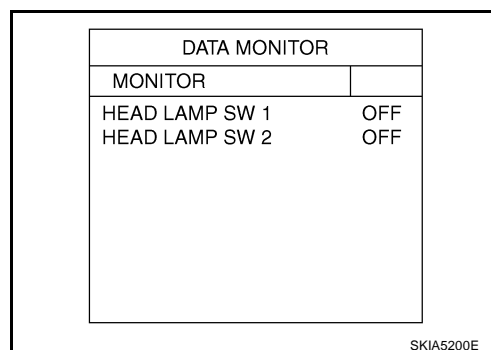 DATA MONITOR
MONITOR
HEAD LAMP SW 1 OFF
HEAD LAMP SW 2 OFF
SKIA5200E